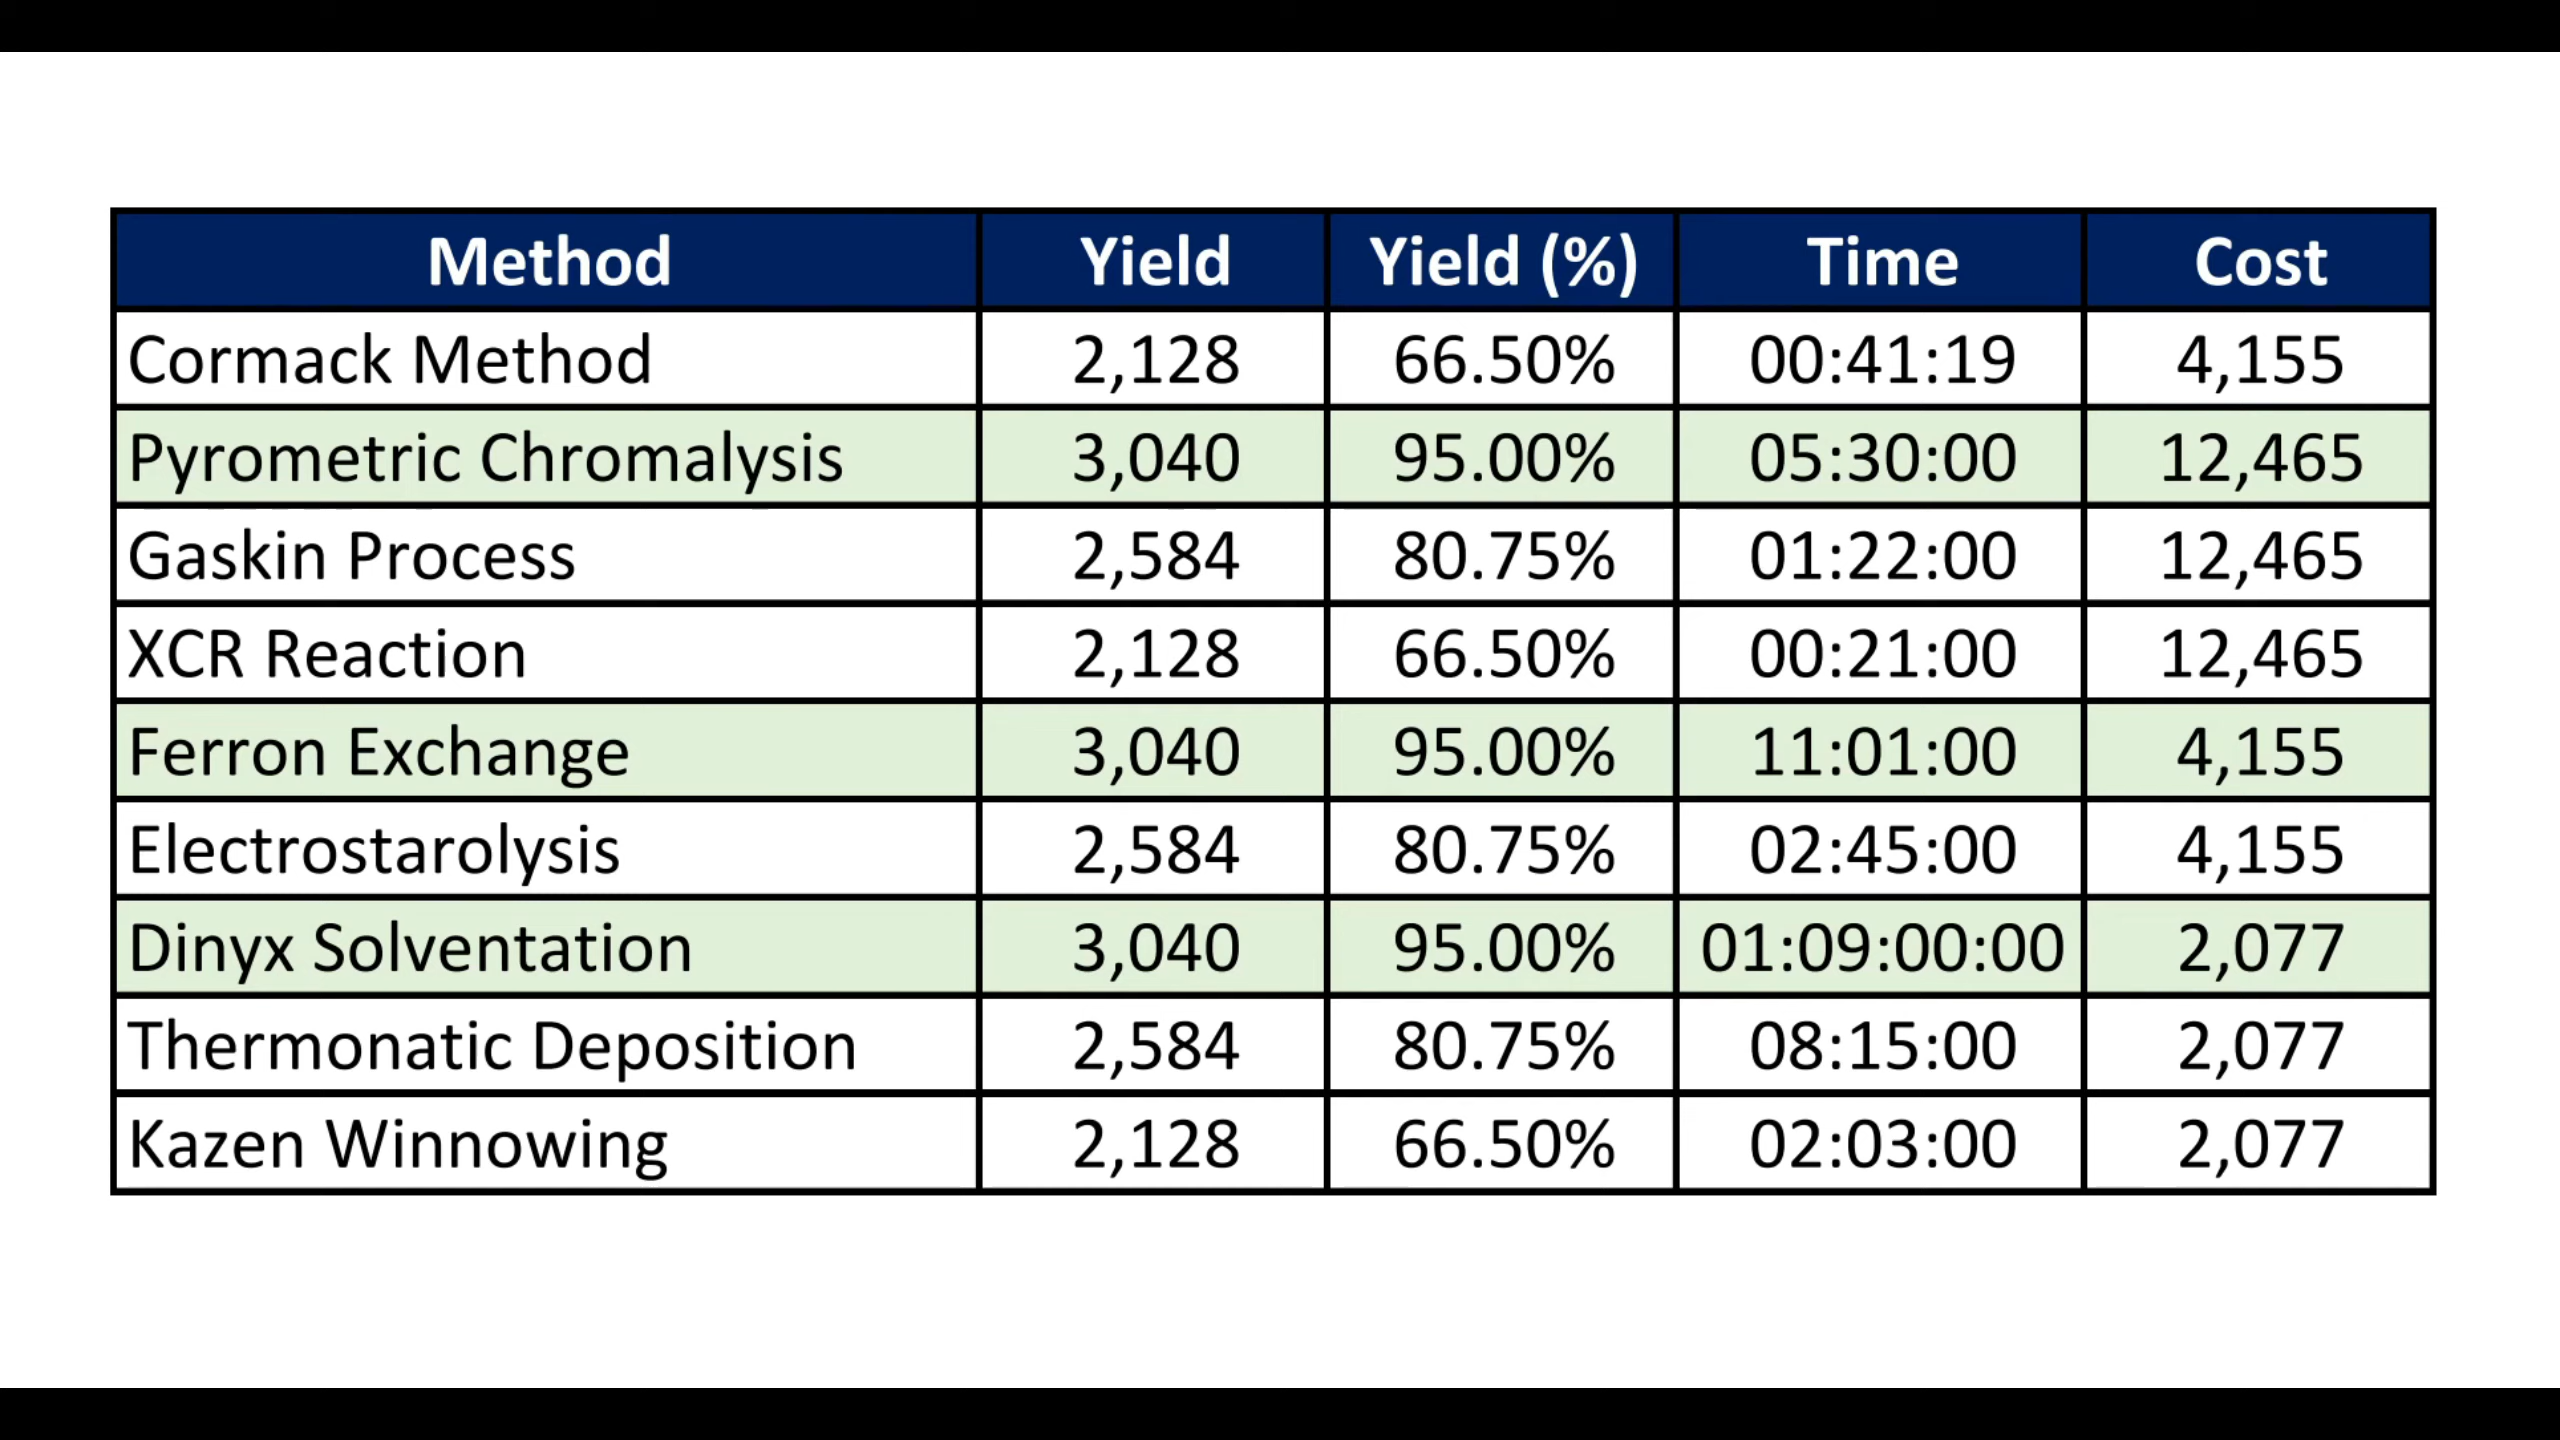 Method Yield Yield (%) Time Cost
Cormack Method 2,128 66.50% 00:41:19 4,155
Pyrometric Chromalysis 3,040 95.00% 05:30:00 12,465
Gaskin Process 2,584 80.75% 01:22:00 12,465
XCR Reaction 2,128 66.50% 00:21:00 12,465
Ferron Exchange 3,040 95.00% 11:01:00 4,155
Electrostarolysis 2,584 80.75% 02:45:00 4,155
Dinyx Solventation 3,040 95.00% 01:09:00:00 2,077
Thermonatic Deposition 2,584 80.75% 08:15:00 2,077
Kazen Winnowing 2,128 66.50% 02:03:00 2,077